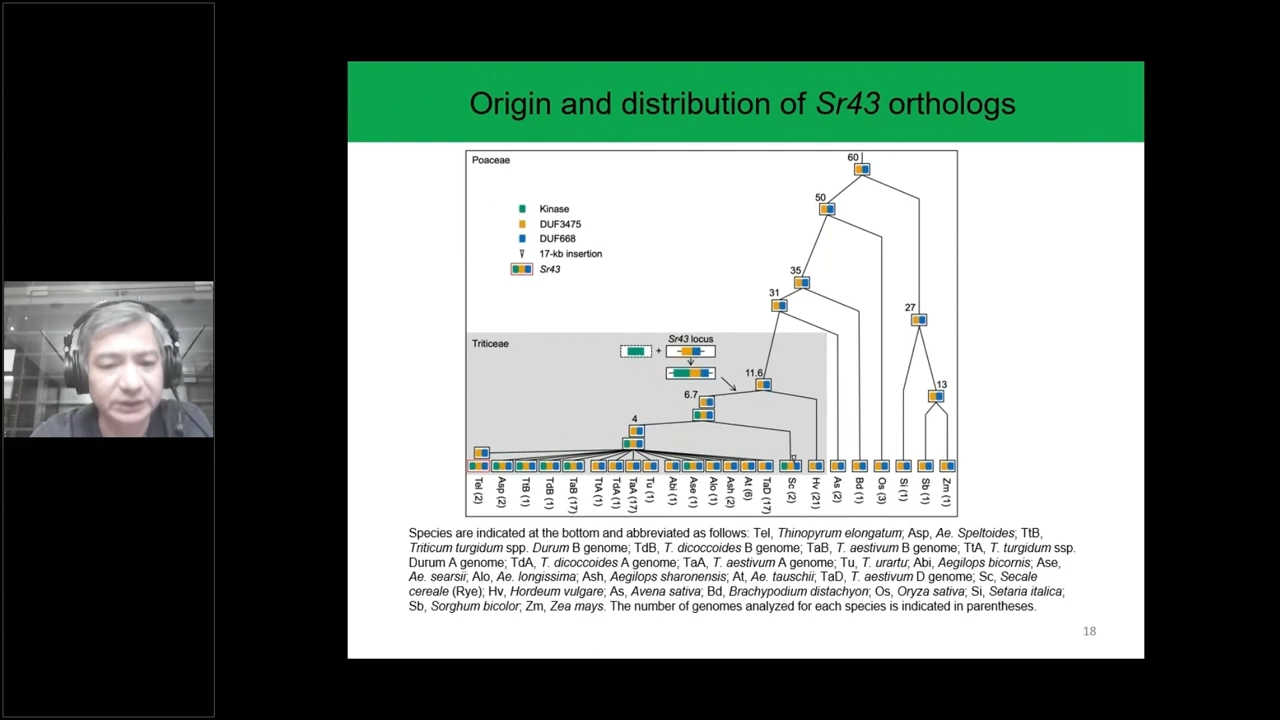 Origin and distribution of Sr43 orthologs
Poaceae
60
50
Kinase
DUF3475
DUF668
17-kb insertion
Sr43
35
31
27
Triticeae
Sr43 locus
+
11.6
13
6.7
4
Tel (2)
Asp (2)
TtB (1)
TdB (1)
TaB (17)
TtA (1)
TdA (1)
TaA (17)
Tu (1)
Abi (1)
Ase (1)
Alo (1)
Ash (2)
At (6)
TaD (17)
Sc (2)
Hv (21)
As (2)
Bd (1)
Os (3)
Si (1)
Sb (1)
Zm (1)
Species are indicated at the bottom and abbreviated as follows: Tel, Thinopyrum elongatum; Asp, Ae. Speltoides; TtB,
Triticum turgidum spp. Durum B genome; TdB, T. dicoccoides B genome; TaB, T. aestivum B genome; TtA, T. turgidum ssp.
Durum A genome; TdA, T. dicoccoides A genome; TaA, T. aestivum A genome; Tu, T. urartu; Abi, Aegilops bicornis; Ase,
Ae. searsii; Alo, Ae. longissima; Ash, Aegilops sharonensis; At, Ae. tauschii; TaD, T. aestivum D genome; Sc, Secale
cereale (Rye); Hv, Hordeum vulgare; As, Avena sativa; Bd, Brachypodium distachyon; Os, Oryza sativa; Si, Setaria italica;
Sb, Sorghum bicolor; Zm, Zea mays. The number of genomes analyzed for each species is indicated in parentheses.
18